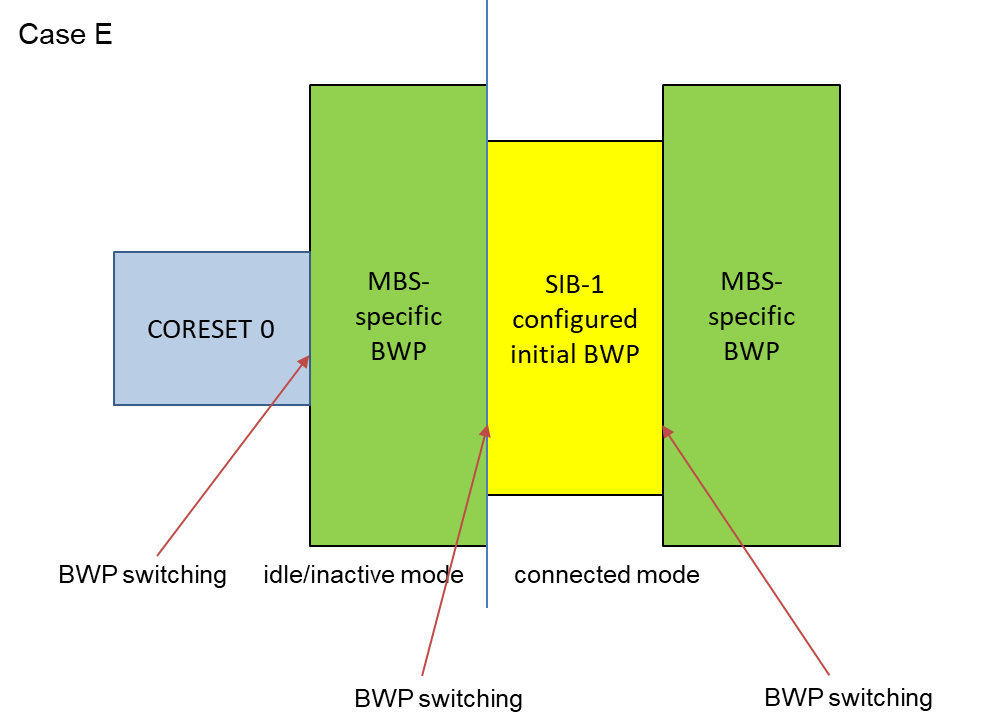 Case E
CORESET 0
MBS-
specific
BWP
SIB-1
configured
initial BWP
MBS-
specific
BWP
BWP switching
idle/inactive mode
connected mode
BWP switching
BWP switching